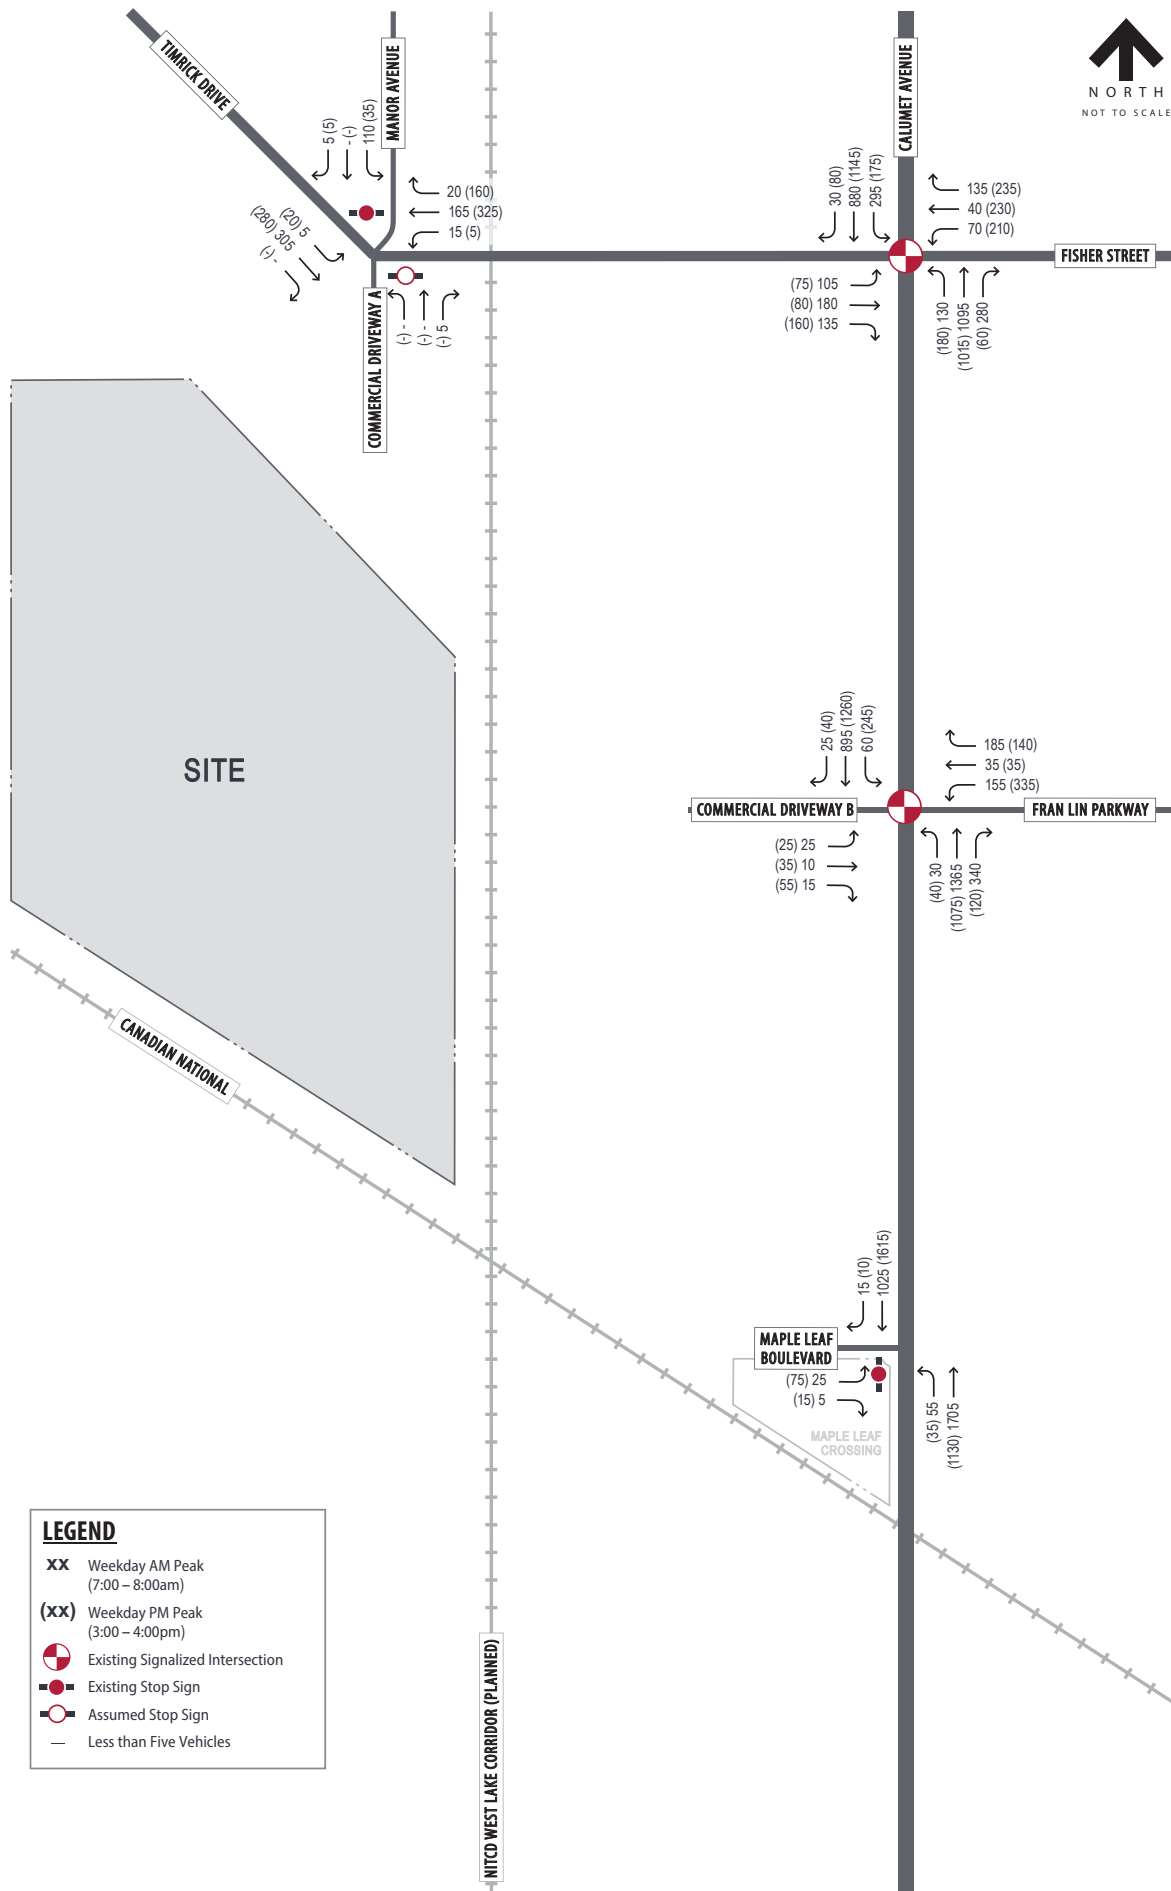 NORTH
NOT TO SCALE
TIMRICK DRIVE
MANOR AVENUE
CALUMET AVENUE
5 (5)
- (-)
110 (35)
20 (160)
165 (325)
15 (5)
(20) 5
(280) 305
(-) -
(-) -
(-) -
(-) 5
COMMERCIAL DRIVEWAY A
30 (80)
880 (1145)
295 (175)
135 (235)
40 (230)
70 (210)
FISHER STREET
(75) 105
(80) 180
(160) 135
(180) 130
(1015) 1095
(60) 280
SITE
25 (40)
895 (1260)
60 (245)
185 (140)
35 (35)
155 (335)
COMMERCIAL DRIVEWAY B
FRAN LIN PARKWAY
(25) 25
(35) 10
(55) 15
(40) 30
(1075) 1365
(120) 340
CANADIAN NATIONAL
15 (10)
1025 (1615)
MAPLE LEAF
BOULEVARD
(75) 25
(15) 5
(35) 55
(1130) 1705
MAPLE LEAF
CROSSING
LEGEND
XX Weekday AM Peak
(7:00 – 8:00am)
(XX) Weekday PM Peak
(3:00 – 4:00pm)
Existing Signalized Intersection
Existing Stop Sign
Assumed Stop Sign
— Less than Five Vehicles
NITCD WEST LAKE CORRIDOR (PLANNED)